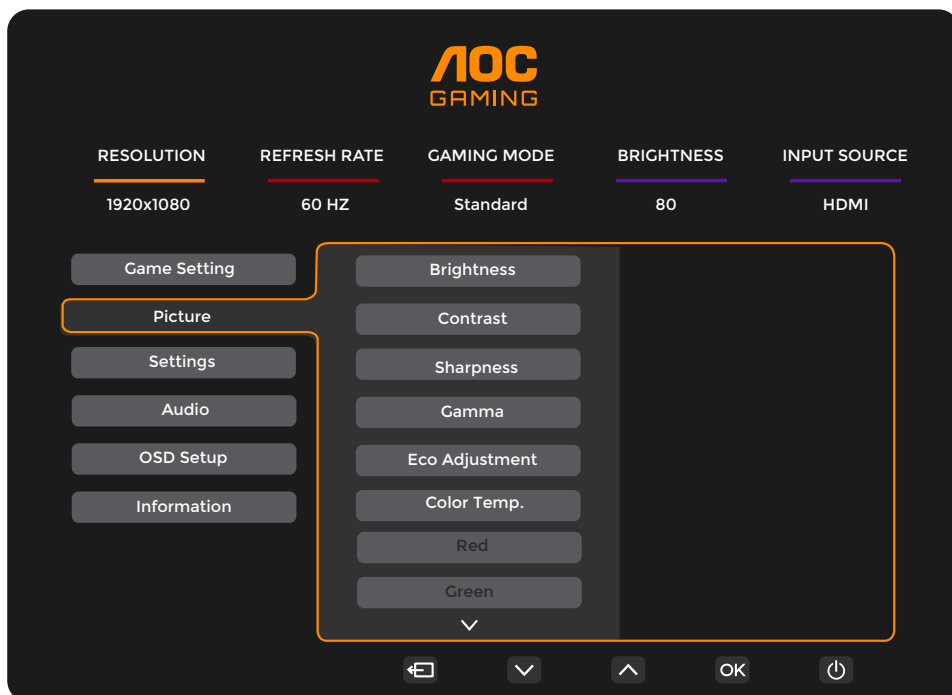 AOC
GAMING
RESOLUTION REFRESH RATE GAMING MODE BRIGHTNESS INPUT SOURCE
1920x1080 60 HZ Standard 80 HDMI
Game Setting
Picture
Settings
Audio
OSD Setup
Information
Brightness
Contrast
Sharpness
Gamma
Eco Adjustment
Color Temp.
Red
Green
OK